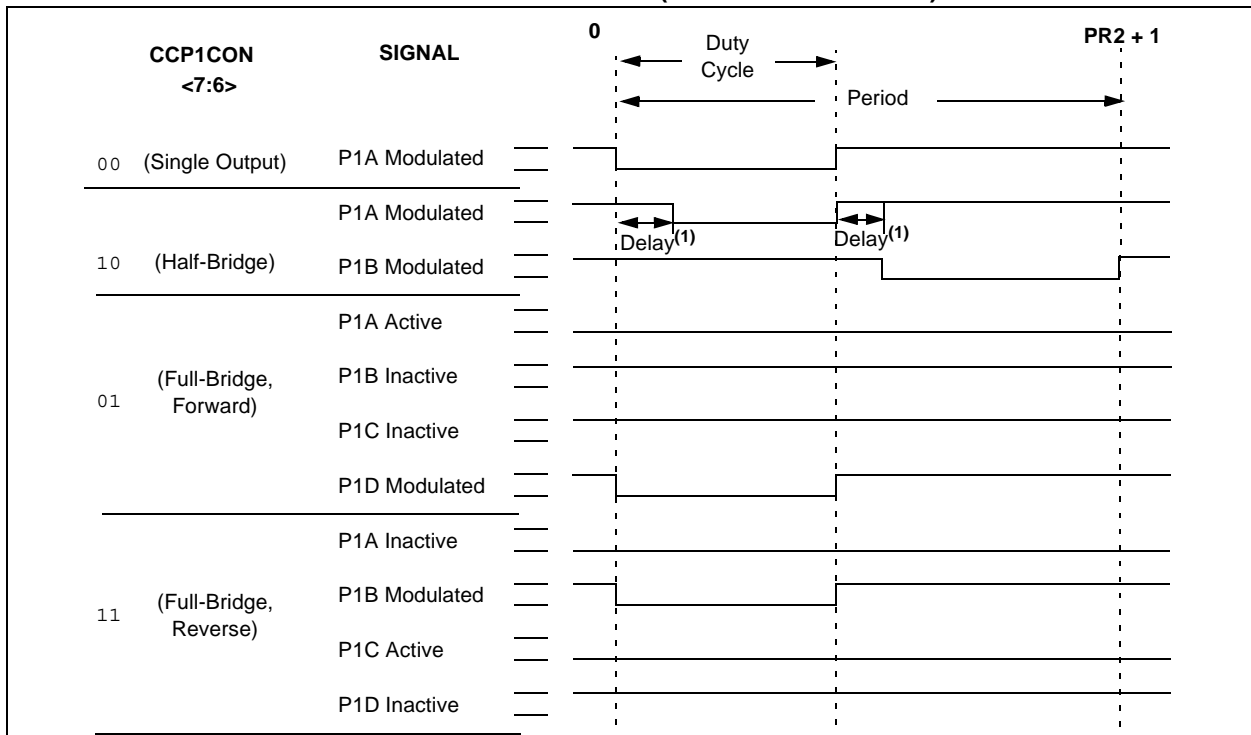 0
PR2 + 1
CCP1CON
<7:6>
SIGNAL
Duty
Cycle
Period
00 (Single Output) P1A Modulated
P1A Modulated
Delay(1) Delay(1)
10 (Half-Bridge) P1B Modulated
P1A Active
01 (Full-Bridge,
Forward)
P1B Inactive
P1C Inactive
P1D Modulated
P1A Inactive
11 (Full-Bridge,
Reverse)
P1B Modulated
P1C Active
P1D Inactive